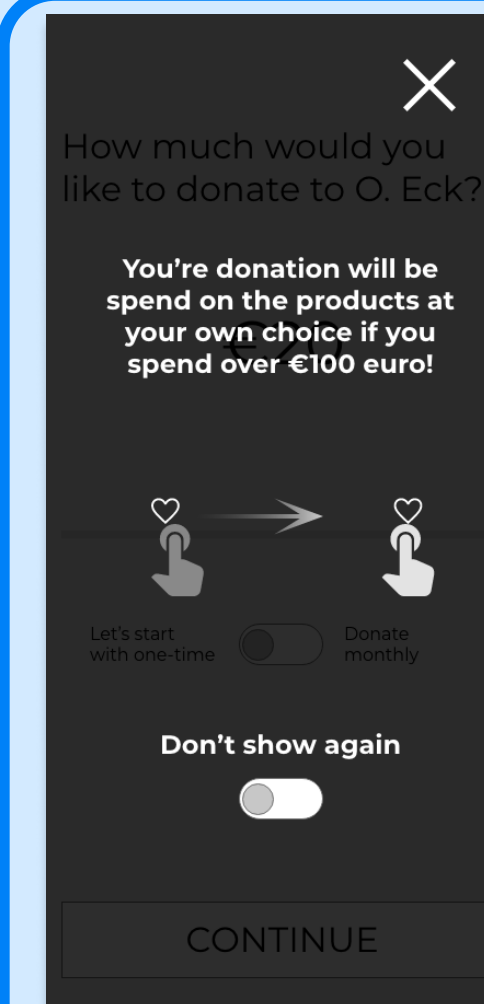 How much would you
like to donate to O. Eck?
You’re donation will be
spend on the products at
your own choice if you
spend over €100 euro!
€20
Let’s start
with one-time
Donate
monthly
Don’t show again
CONTINUE